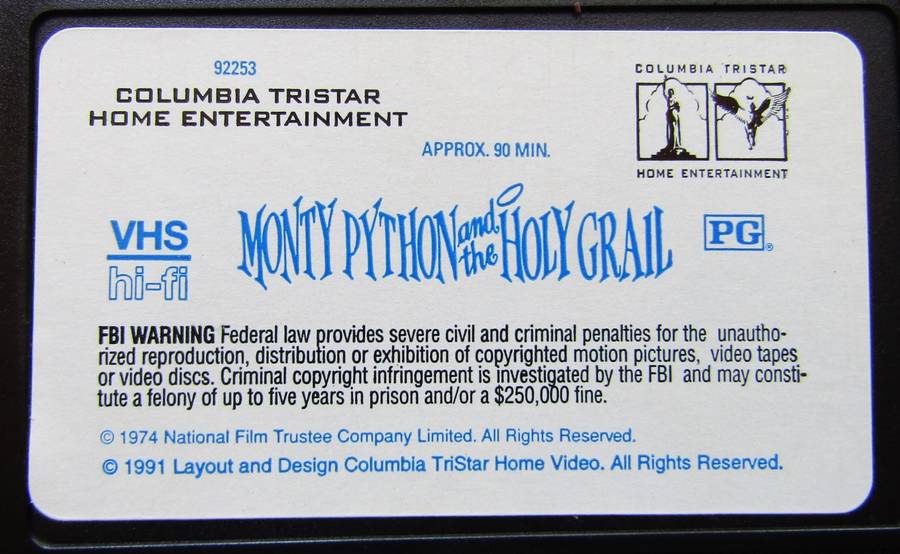 92253
COLUMBIA TRISTAR
HOME ENTERTAINMENT
COLUMBIA TRISTAR
HOME ENTERTAINMENT
APPROX. 90 MIN.
VHS
hi-fi
MONTY PYTHON and the HOLY GRAIL
PG®
FBI WARNING Federal law provides severe civil and criminal penalties for the unautho-
rized reproduction, distribution or exhibition of copyrighted motion pictures, video tapes
or video discs. Criminal copyright infringement is investigated by the FBI and may consti-
tute a felony of up to five years in prison and/or a $250,000 fine.
© 1974 National Film Trustee Company Limited. All Rights Reserved.
© 1991 Layout and Design Columbia TriStar Home Video. All Rights Reserved.